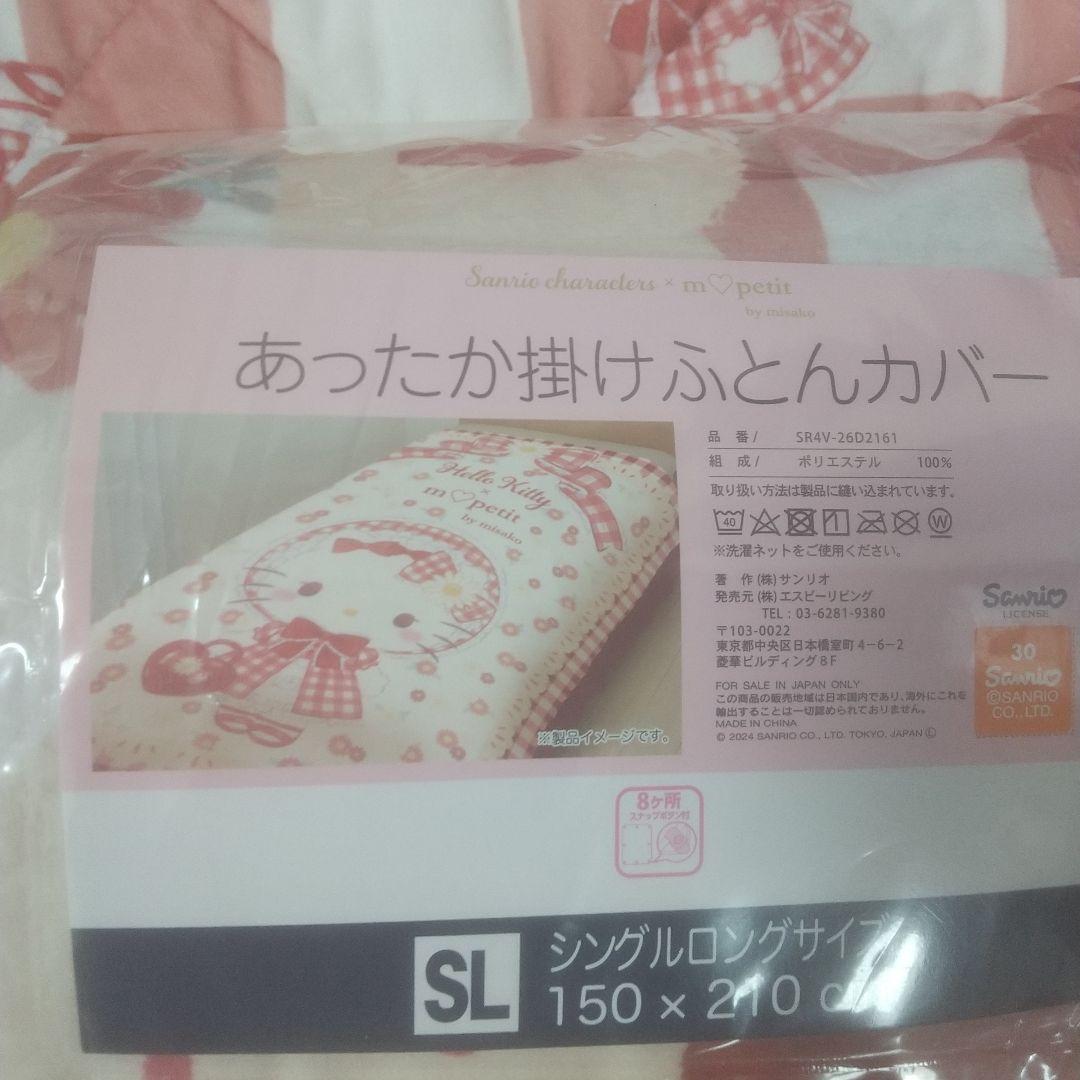 Sanrio characters × m♡petit
by misako
あったか掛けふとんカバー
Hello Kitty
×
m♡petit
by misako
※製品イメージです。
品 番/ SR4V-26D2161
組 成/ ポリエステル 100%
取り扱い方法は製品に縫い込まれています。
40
W
※洗濯ネットをご使用ください。
著 作 (株) サンリオ
発売元 (株) エスピーリビング
TEL : 03-6281-9380
〒103-0022
東京都中央区日本橋室町4-6-2
菱華ビルディング8F
FOR SALE IN JAPAN ONLY
この商品の販売地域は日本国内であり、海外にこれを
輸出することは一切認められておりません。
MADE IN CHINA
© 2024 SANRIO CO., LTD. TOKYO, JAPAN Ⓛ
Sanrio
LICENSE
30
Sanrio
©SANRIO
CO., LTD.
8ヶ所
スナップボタン付
SL
シングルロングサイズ
150 × 210 c